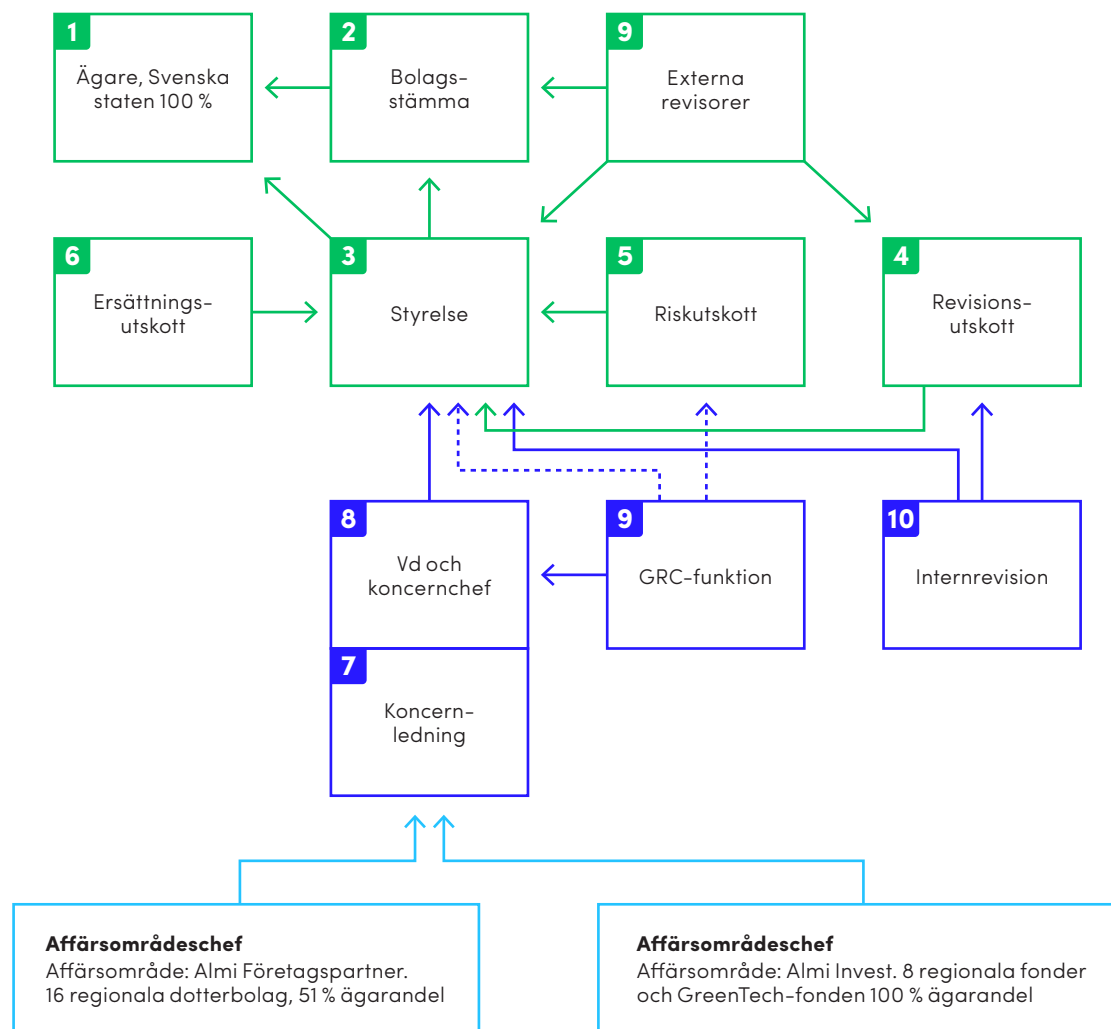 1
Ägare, Svenska
staten 100 %
2
Bolags-
stämma
9
Externa
revisorer
6
Ersättnings-
utskott
3
Styrelse
5
Riskutskott
4
Revisions-
utskott
8
Vd och
koncernchef
9
GRC-funktion
10
Internrevision
7
Koncern-
ledning
Affärsområdeschef
Affärsområde: Almi Företagspartner.
16 regionala dotterbolag, 51 % ägarandel
Affärsområdeschef
Affärsområde: Almi Invest. 8 regionala fonder
och GreenTech-fonden 100 % ägarandel